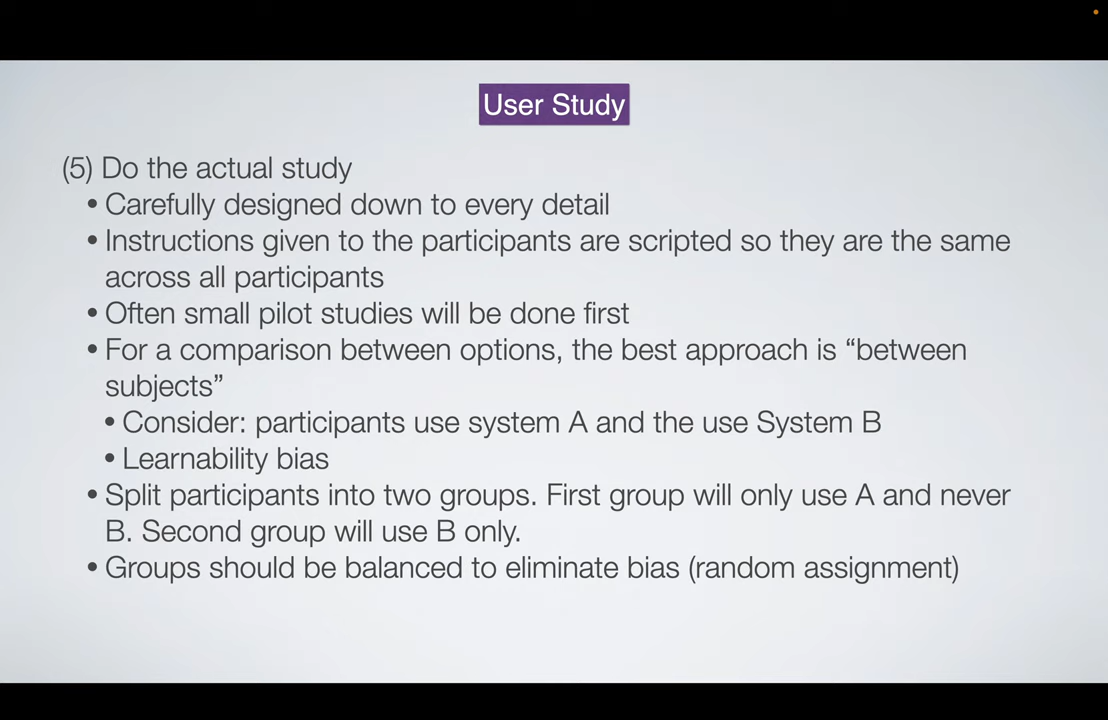 User Study
(5) Do the actual study
• Carefully designed down to every detail
• Instructions given to the participants are scripted so they are the same
across all participants
• Often small pilot studies will be done first
• For a comparison between options, the best approach is “between
subjects”
• Consider: participants use system A and the use System B
• Learnability bias
• Split participants into two groups. First group will only use A and never
B. Second group will use B only.
• Groups should be balanced to eliminate bias (random assignment)